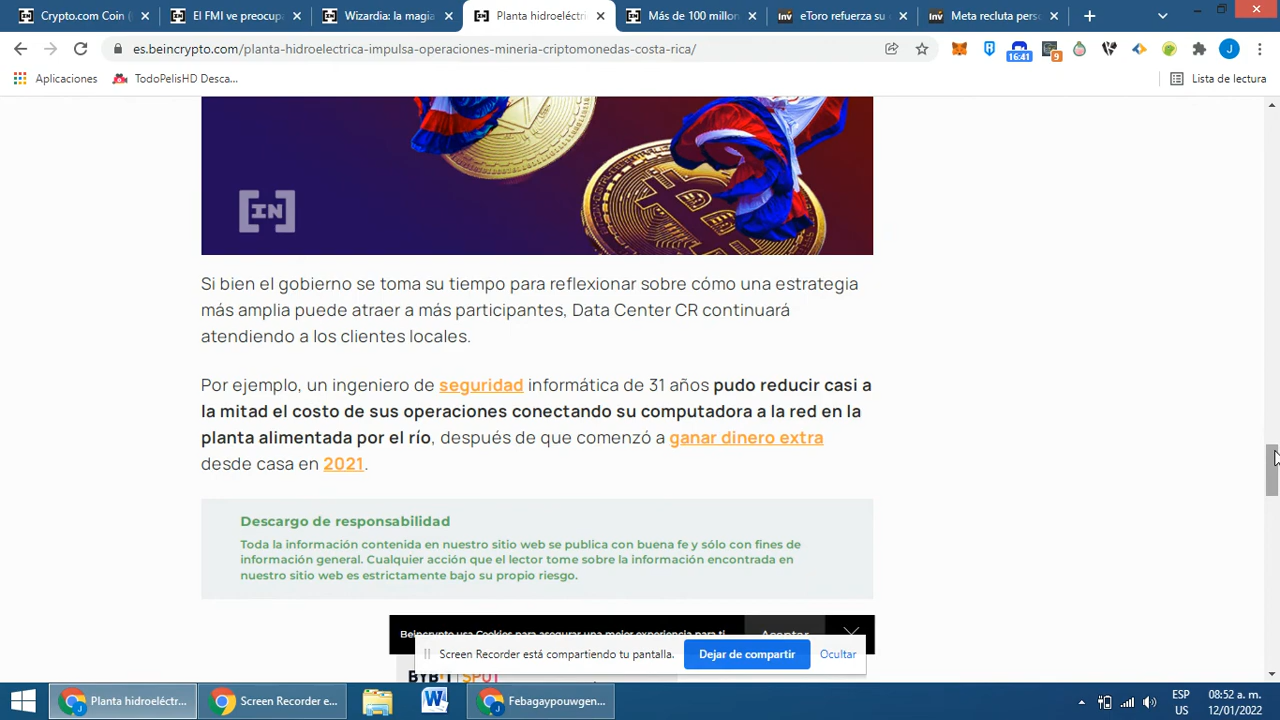 Crypto.com Coin (
El FMI ve preocup
Wizardia: la magia
Planta hidroeléctri
Más de 100 millon
eToro refuerza su
Meta recluta pers
es.beincrypto.com/planta-hidroelectrica-impulsa-operaciones-mineria-criptomonedas-costa-rica/
16:41
9
J
Aplicaciones
TodoPelisHD Desca...
Lista de lectura
[IN]
Si bien el gobierno se toma su tiempo para reflexionar sobre cómo una estrategia
más amplia puede atraer a más participantes, Data Center CR continuará
atendiendo a los clientes locales.
Por ejemplo, un ingeniero de seguridad informática de 31 años pudo reducir casi a
la mitad el costo de sus operaciones conectando su computadora a la red en la
planta alimentada por el río, después de que comenzó a ganar dinero extra
desde casa en 2021.
Descargo de responsabilidad
Toda la información contenida en nuestro sitio web se publica con buena fe y sólo con fines de
información general. Cualquier acción que el lector tome sobre la información encontrada en
nuestro sitio web es estrictamente bajo su propio riesgo.
Beincrypto usa Cookies para asegurar una mejor experiencia para ti.
Aceptar
Screen Recorder está compartiendo tu pantalla.
Dejar de compartir
Ocultar
BYBIT | SPOT
Planta hidroeléctr...
Screen Recorder e...
Febagaypouwgen...
ESP
US
08:52 a. m.
12/01/2022